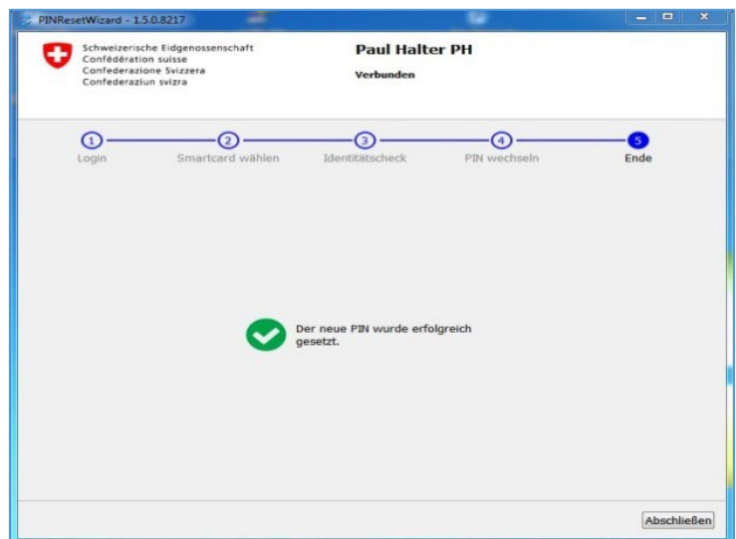 PINResetWizard - 1.5.0.8217
Schweizerische Eidgenossenschaft
Confédération suisse
Confederazione Svizzera
Confederaziun svizra
Paul Halter PH
Verbunden
1
2
3
4
5
Login
Smartcard wählen
Identitätscheck
PIN wechseln
Ende
Der neue PIN wurde erfolgreich
gesetzt.
Abschließen